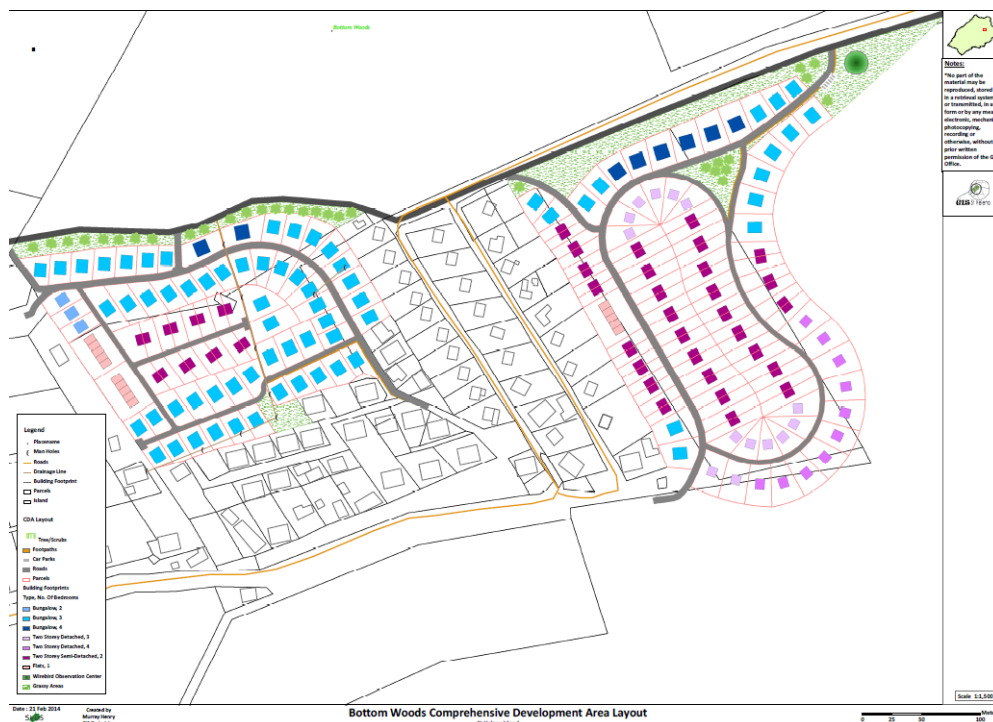 Bottom Woods
Notes:
"No part of the
material may be
reproduced, stored
in a retrieval system
or transmitted, in a
form or by any mea
electronic, mechani
photocopying,
recording or
otherwise, without
prior written
permission of the G
Office.
Legend
Placename
Man Holes
Roads
Drainage Line
Building Footprint
Parcels
Island
CDA Layout
Tree/Scrubs
Footpaths
Car Parks
Roads
Parcels
Building Footprints
Type, No. Of Bedrooms
Bungalow, 2
Bungalow, 3
Bungalow, 4
Two Storey Detached, 3
Two Storey Detached, 4
Two Storey Semi-Detached, 2
Flats, 1
Wirebird Observation Center
Grassy Areas
Scale 1:1,500
Date : 21 Feb 2014
Created by
Murray Henry
Bottom Woods Comprehensive Development Area Layout
Mete
0 25 50 100